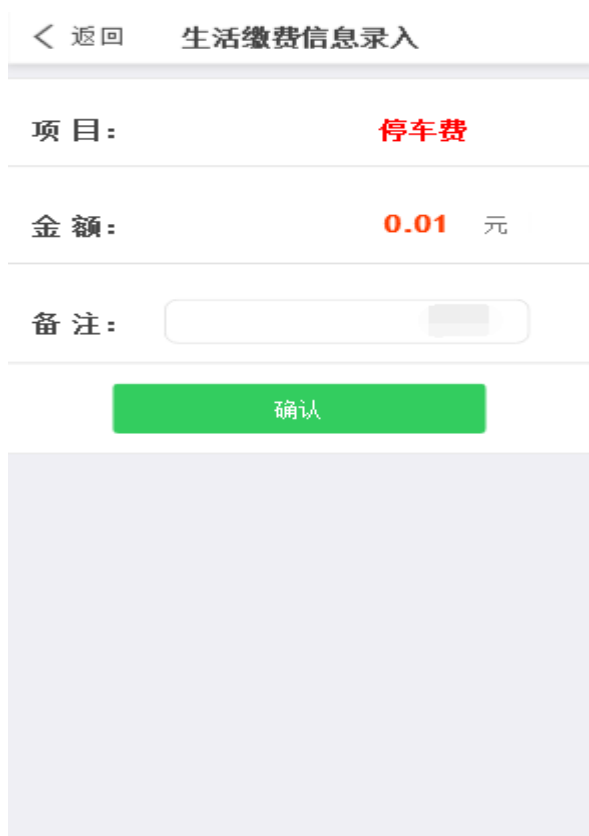 返回 生活缴费信息录入
项 目： 停车费
金 额： 0.01 元
备 注：
确认